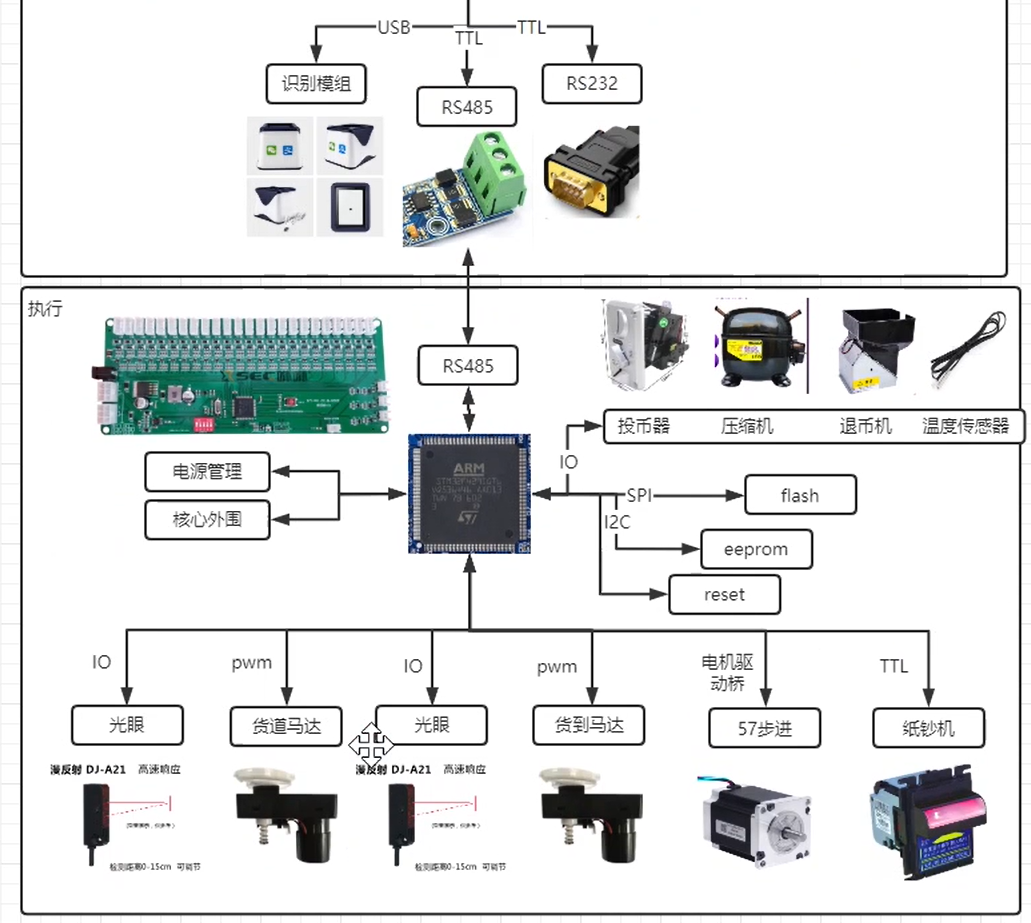 USB
TTL
TTL
识别模组
RS485
RS232
执行
RS485
投币器
压缩机
退币机
温度传感器
IO
电源管理
核心外围
ARM
SPI
flash
I2C
eeprom
reset
IO
pwm
IO
pwm
电机驱
动桥
TTL
光眼
货道马达
光眼
货到马达
57步进
纸钞机
漫反射 DJ-A21 高速响应
漫反射 DJ-A21 高速响应
检测距离0-15cm 可调节
检测距离0-15cm 可调节